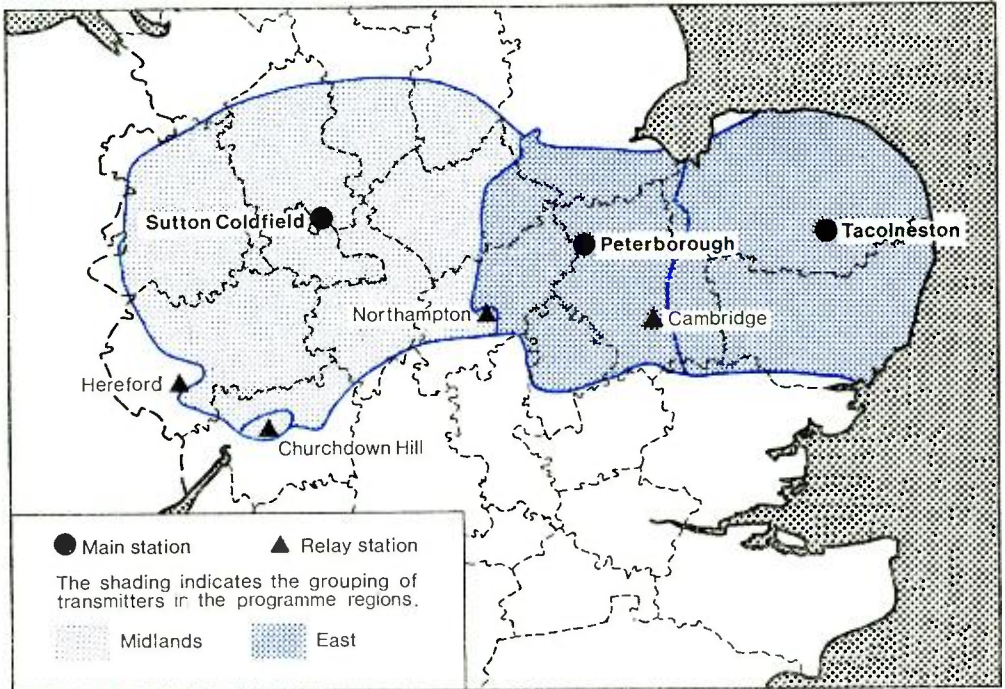 Sutton Coldfield
Peterborough
Tacolneston
Northampton
Cambridge
Hereford
Churchdown Hill
Main station
Relay station
The shading indicates the grouping of
transmitters in the programme regions.
Midlands
East